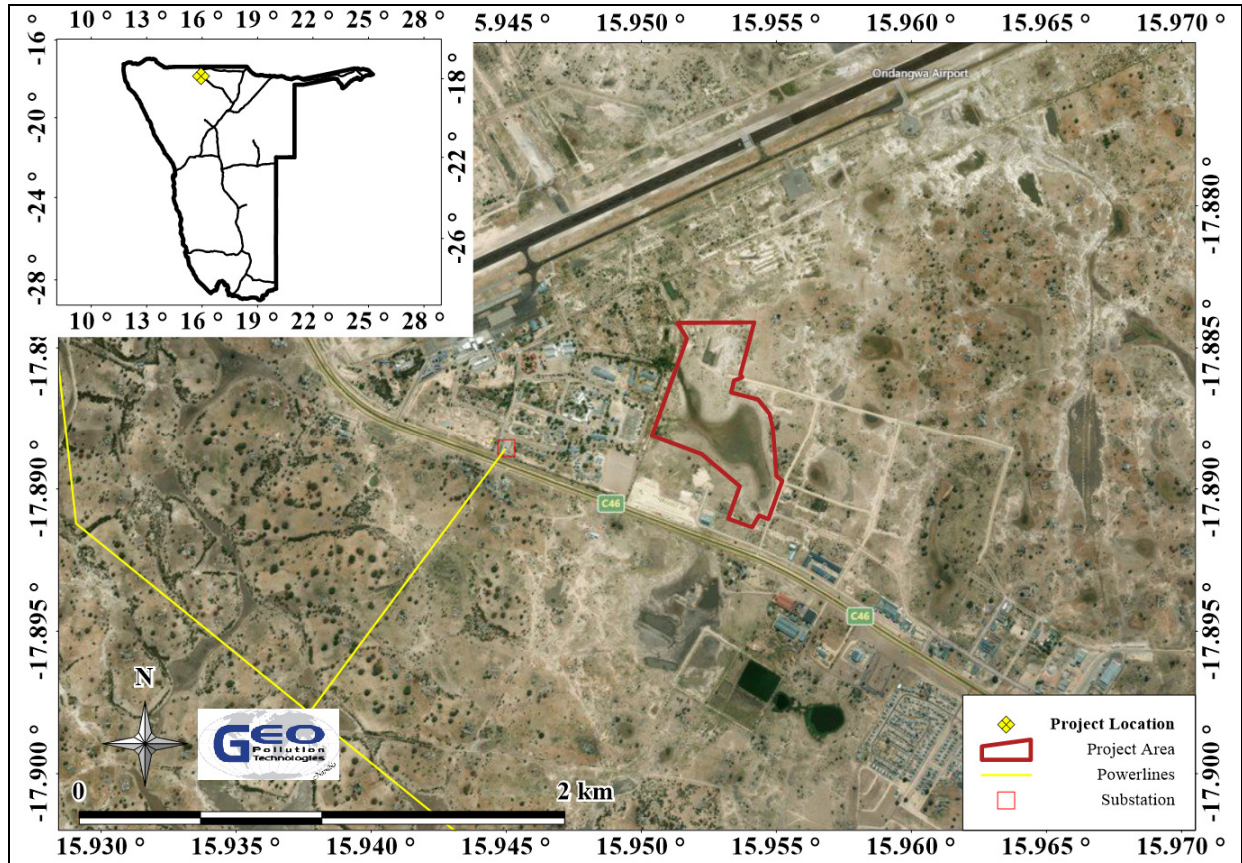 10 ° 13 ° 16 ° 19 ° 22 ° 25 ° 28 °
-16 °
-20 °
-24 °
-28 °
-18 °
-22 °
-26 °
10 ° 13 ° 16 ° 19 ° 22 ° 25 ° 28 °
15.945 ° 15.950 ° 15.955 ° 15.960 ° 15.965 ° 15.970 °
Ondangwa Airport
-17.880 °
-17.885 °
-17.890 °
-17.895 °
-17.900 °
-17.890 °
-17.895 °
-17.900 °
C46
C46
N
GEO
Pollution
Technologies
0 2 km
Project Location
Project Area
Powerlines
Substation
15.930 ° 15.935 ° 15.940 ° 15.945 ° 15.950 ° 15.955 ° 15.960 ° 15.965 ° 15.970 °